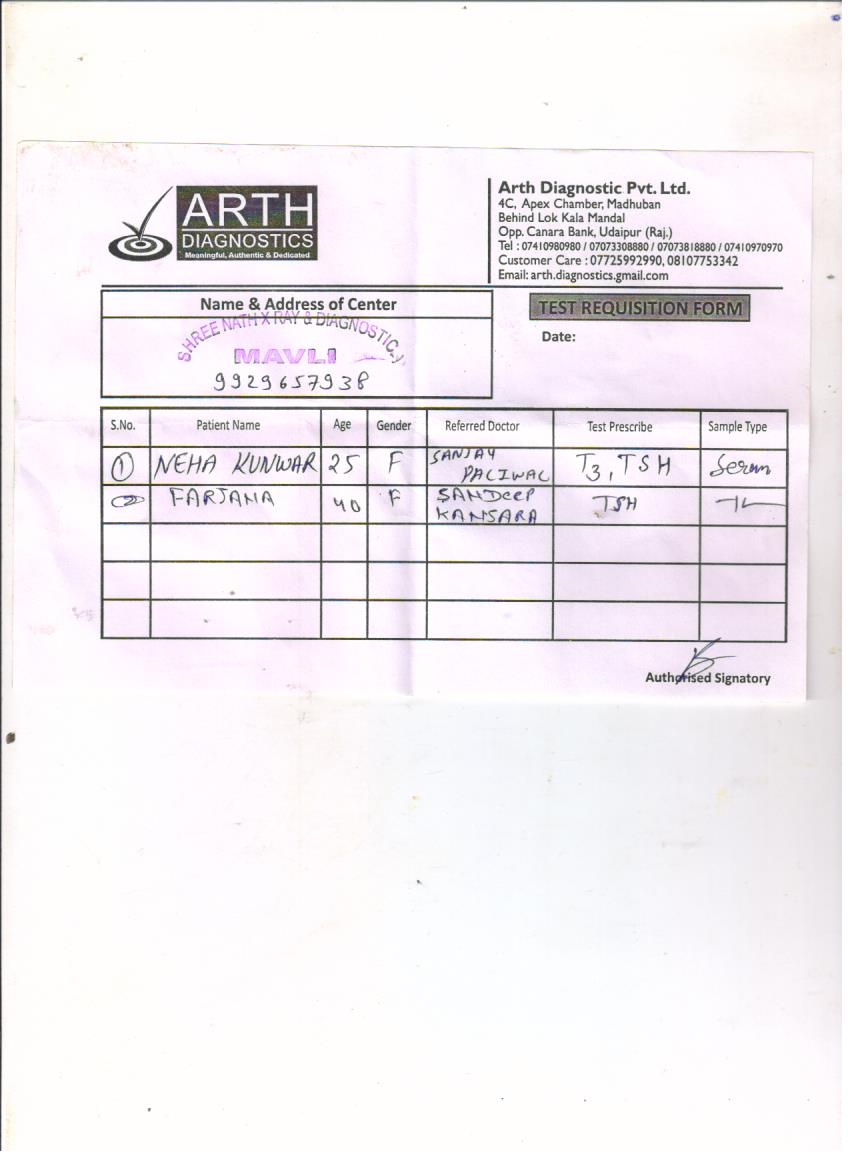 ARTH
DIAGNOSTICS
Meaningful, Authentic & Dedicated
Arth Diagnostic Pvt. Ltd.
4C, Apex Chamber, Madhuban
Behind Lok Kala Mandal
Opp. Canara Bank, Udaipur (Raj.)
Tel : 07410980980 / 07073308880 / 07073818880 / 07410970970
Customer Care : 07725992990, 08107753342
Email: arth.diagnostics.gmail.com
Name & Address of Center
SHREE NATH X RAY & DIAGNOSTIC
MAVLI
9929657938
TEST REQUISITION FORM
Date:
S.No. Patient Name Age Gender Referred Doctor Test Prescribe Sample Type
1 NEHA KUNWAR 25 F SANJAY PALIWAL T3, TSH Serum
2 FARJANA 40 F SANDEEP KANSARA TSH
Authorised Signatory